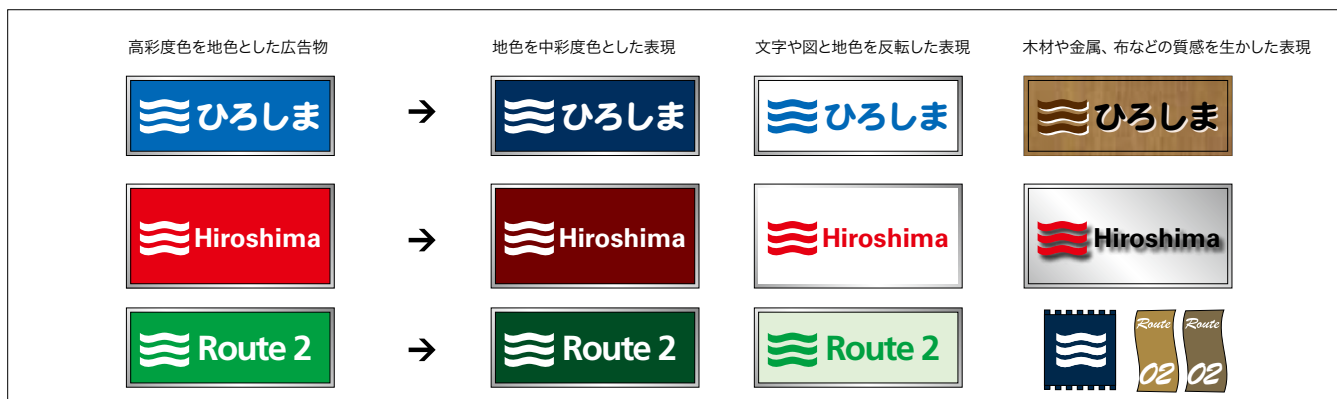 高彩度色を地色とした広告物
地色を中彩度色とした表現
文字や図と地色を反転した表現
木材や金属、布などの質感を生かした表現
ひろしま
→
ひろしま
ひろしま
ひろしま
Hiroshima
→
Hiroshima
Hiroshima
Hiroshima
Route 2
→
Route 2
Route 2
Route
02
Route
02